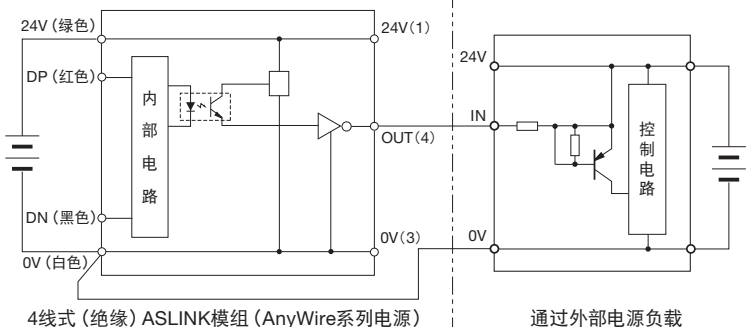 24V (绿色)
24V(1)
DP (红色)
内部电路
OUT(4)
DN (黑色)
0V(3)
0V (白色)
24V
IN
控制电路
0V
4线式 (绝缘) ASLINK模组 (AnyWire系列电源)
通过外部电源负载